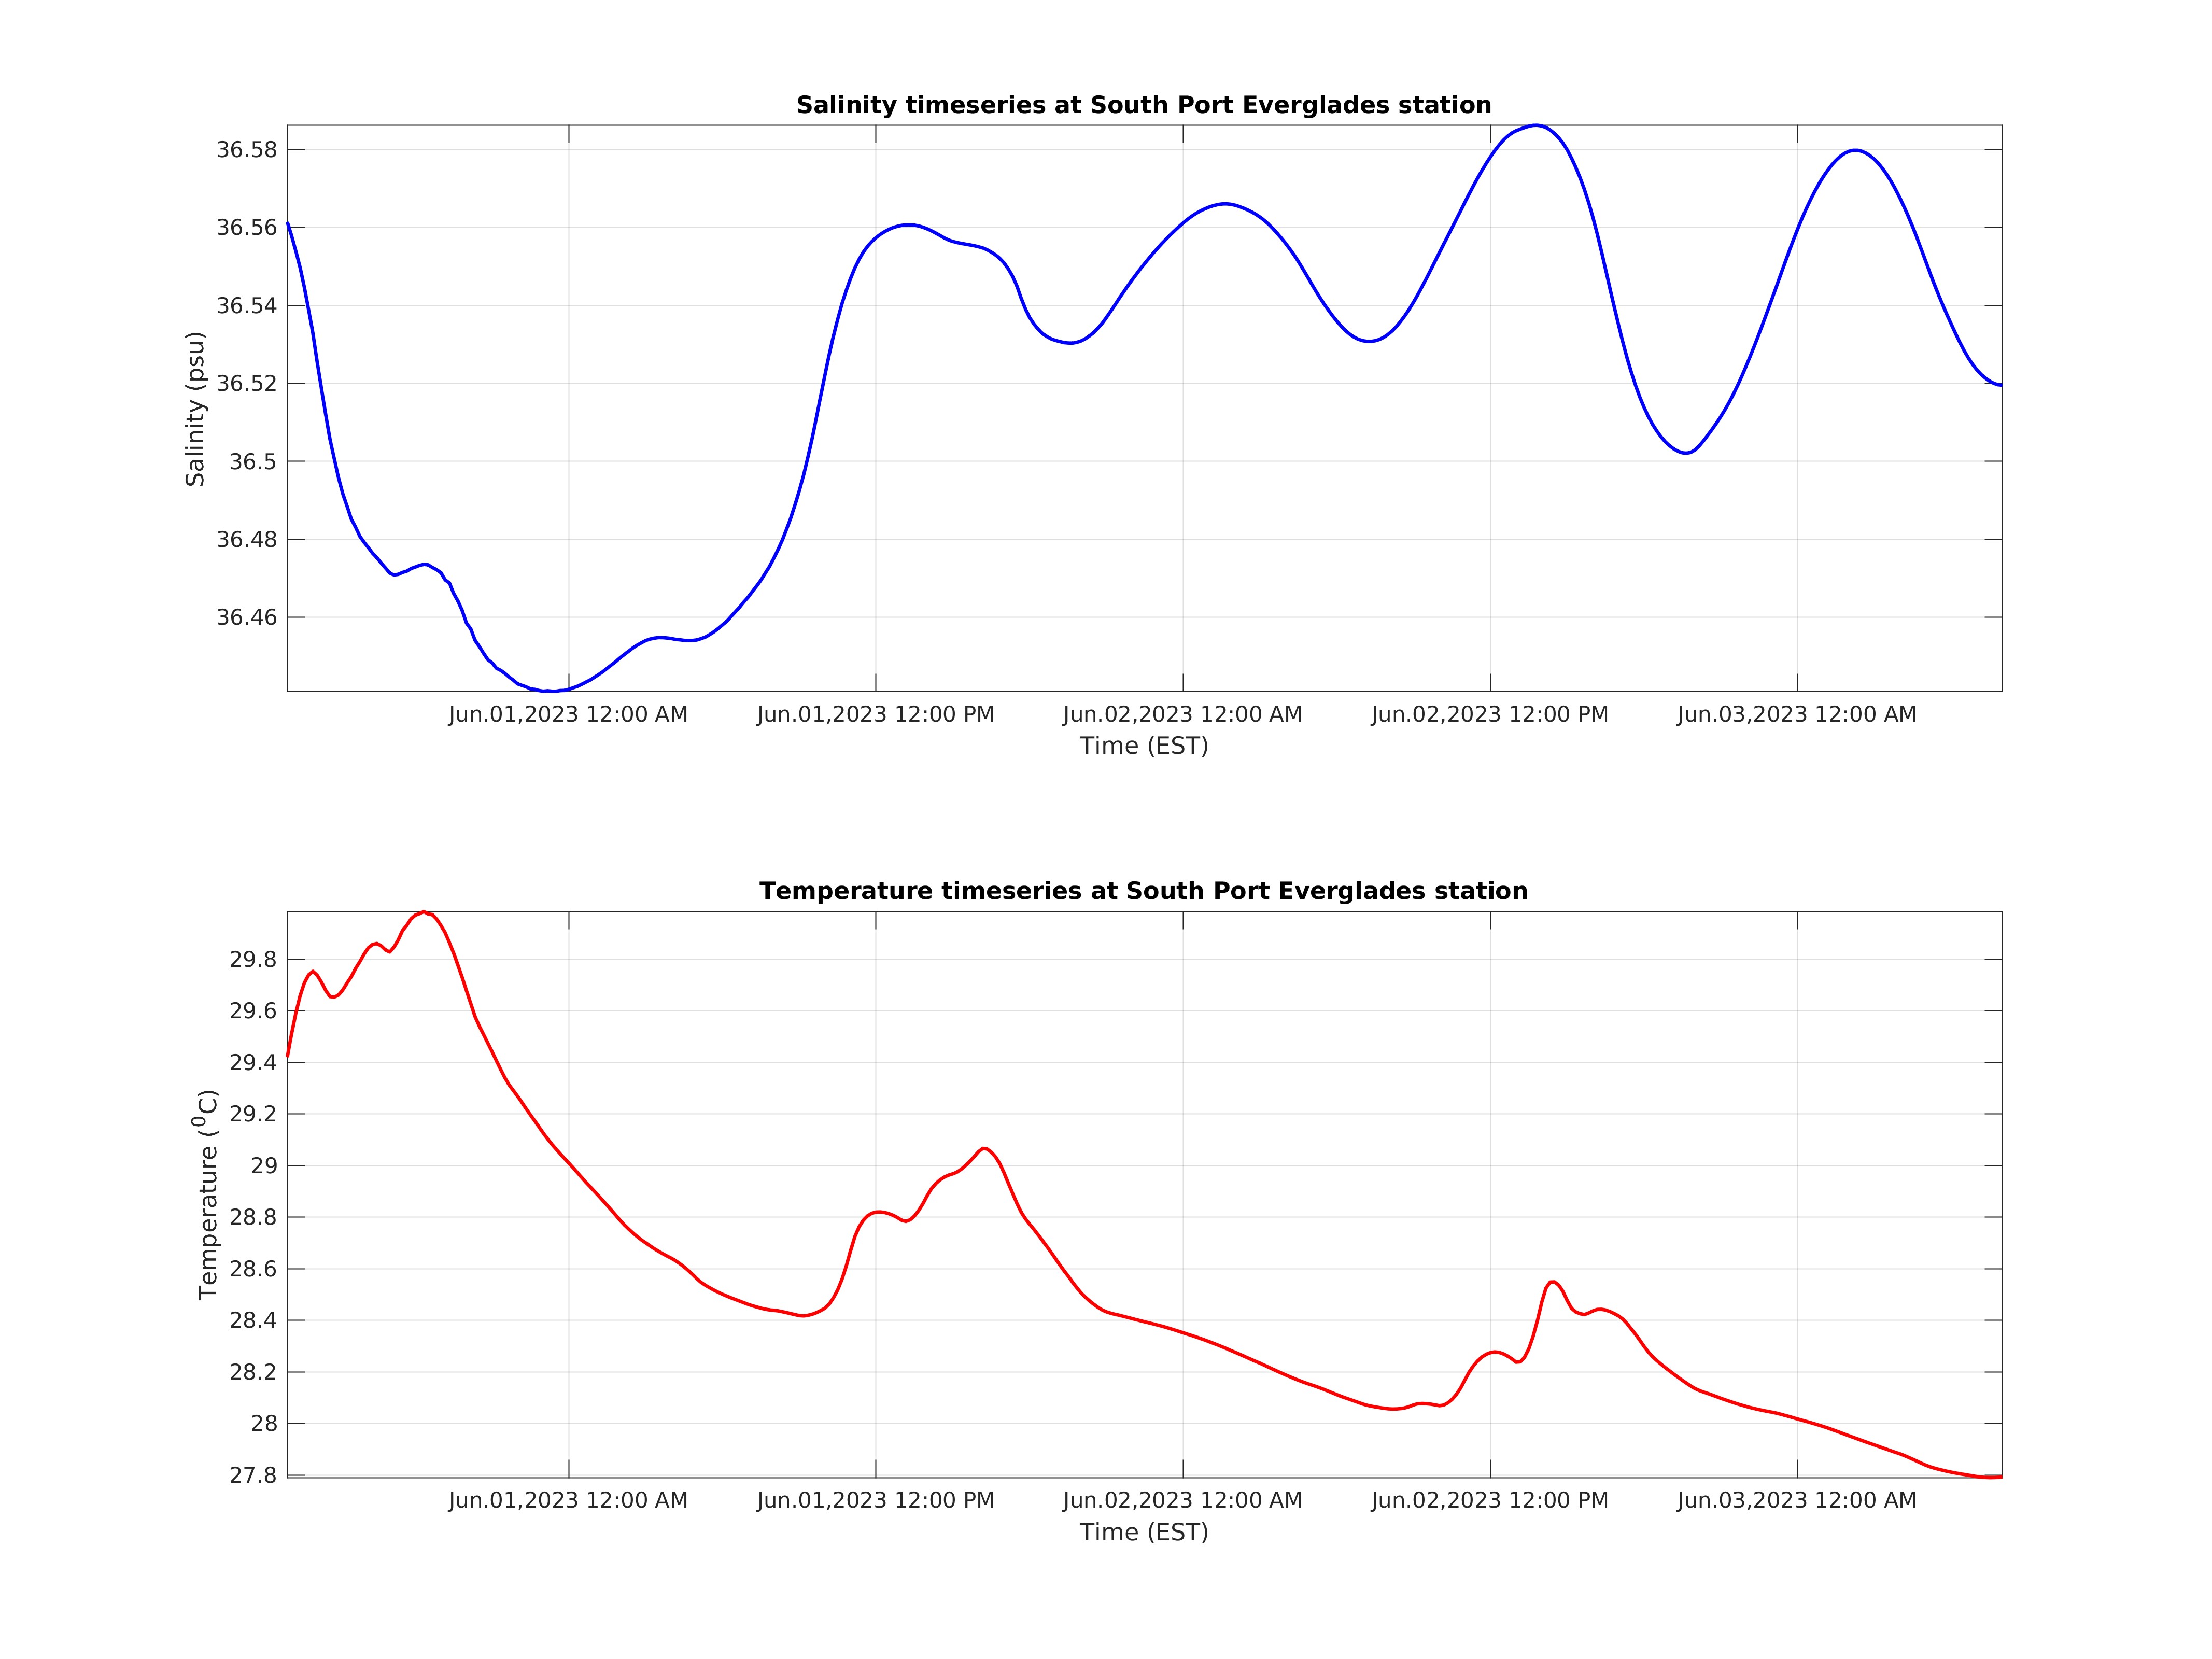 Salinity timeseries at South Port Everglades station
36.58
36.56
36.54
36.52
36.5
36.48
36.46
Salinity (psu)
Jun.01,2023 12:00 AM Jun.01,2023 12:00 PM Jun.02,2023 12:00 AM Jun.02,2023 12:00 PM Jun.03,2023 12:00 AM
Time (EST)
Temperature timeseries at South Port Everglades station
29.8
29.6
29.4
29.2
29
28.8
28.6
28.4
28.2
28
27.8
Temperature (⁰C)
Jun.01,2023 12:00 AM Jun.01,2023 12:00 PM Jun.02,2023 12:00 AM Jun.02,2023 12:00 PM Jun.03,2023 12:00 AM
Time (EST)